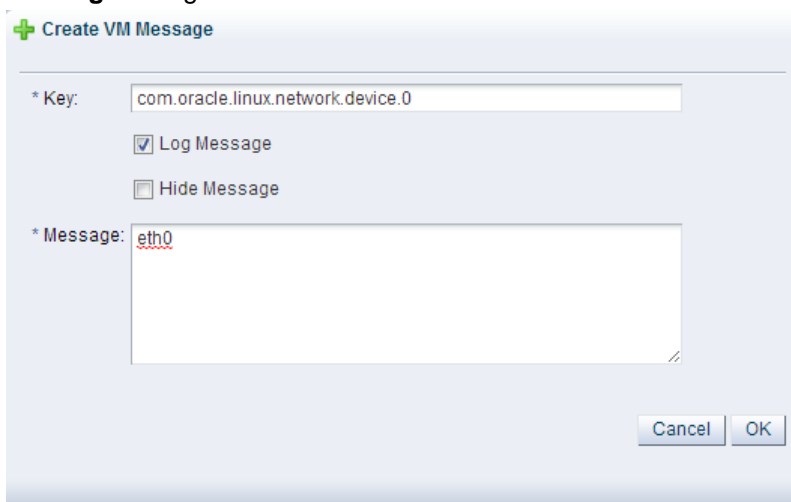 Create VM Message
* Key: com.oracle.linux.network.device.0
Log Message
Hide Message
* Message: eth0
Cancel OK